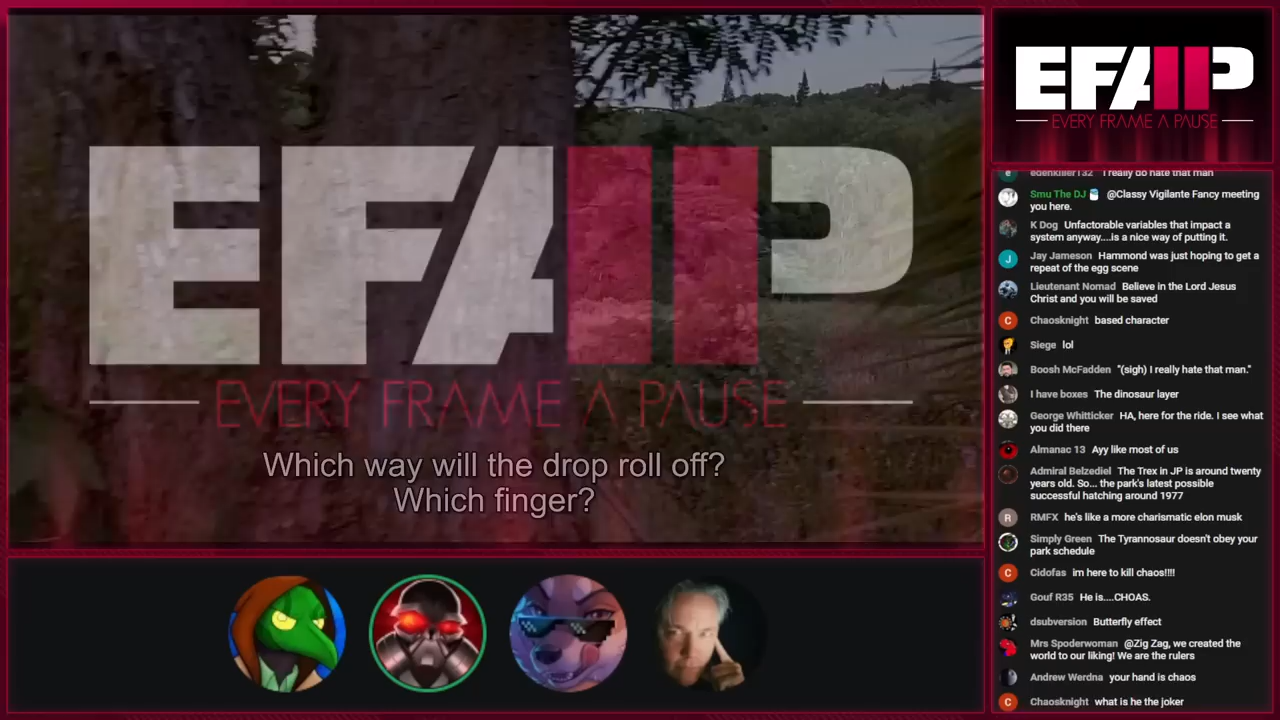 EFAP
EVERY FRAME A PAUSE
Which way will the drop roll off?
Which finger?
EFAP
EVERY FRAME A PAUSE
edenkiller132 I really do hate that man
Smu The DJ @Classy Vigilante Fancy meeting
you here.
K Dog Unfactorable variables that impact a
system anyway....is a nice way of putting it.
Jay Jameson Hammond was just hoping to get a
repeat of the egg scene
Lieutenant Nomad Believe in the Lord Jesus
Christ and you will be saved
Chaosknight based character
Siege lol
Boosh McFadden "(sigh) I really hate that man."
I have boxes The dinosaur layer
George Whitticker HA, here for the ride. I see what
you did there
Almanac 13 Ayy like most of us
Admiral Belzediel The Trex in JP is around twenty
years old. So... the park's latest possible
successful hatching around 1977
RMFX he's like a more charismatic elon musk
Simply Green The Tyrannosaur doesn't obey your
park schedule
Cidofas im here to kill chaos!!!!
Gouf R35 He is....CHOAS.
dsubversion Butterfly effect
Mrs Spoderwoman @Zig Zag, we created the
world to our liking! We are the rulers
Andrew Werdna your hand is chaos
Chaosknight what is he the joker